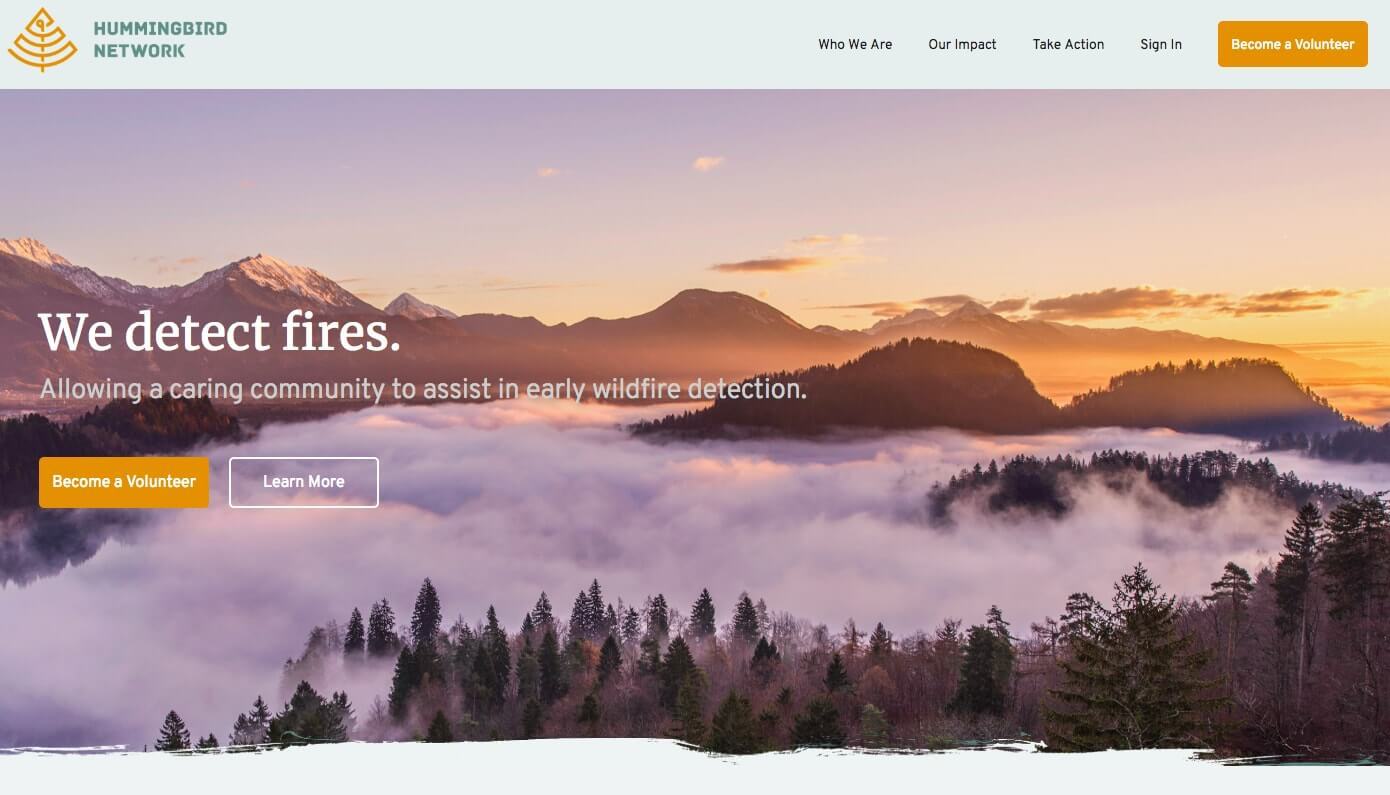 HUMMINGBIRD
NETWORK
Who We Are
Our Impact
Take Action
Sign In
Become a Volunteer
We detect fires.
Allowing a caring community to assist in early wildfire detection.
Become a Volunteer
Learn More